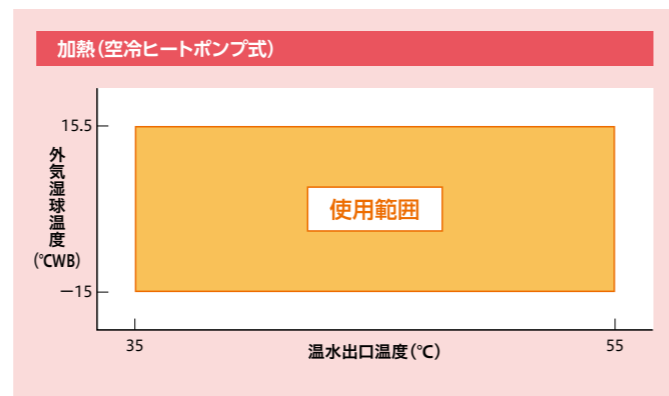 加熱(空冷ヒートポンプ式)
15.5
外気湿球温度
(℃WB)
使用範囲
－15
35
温水出口温度(℃)
55